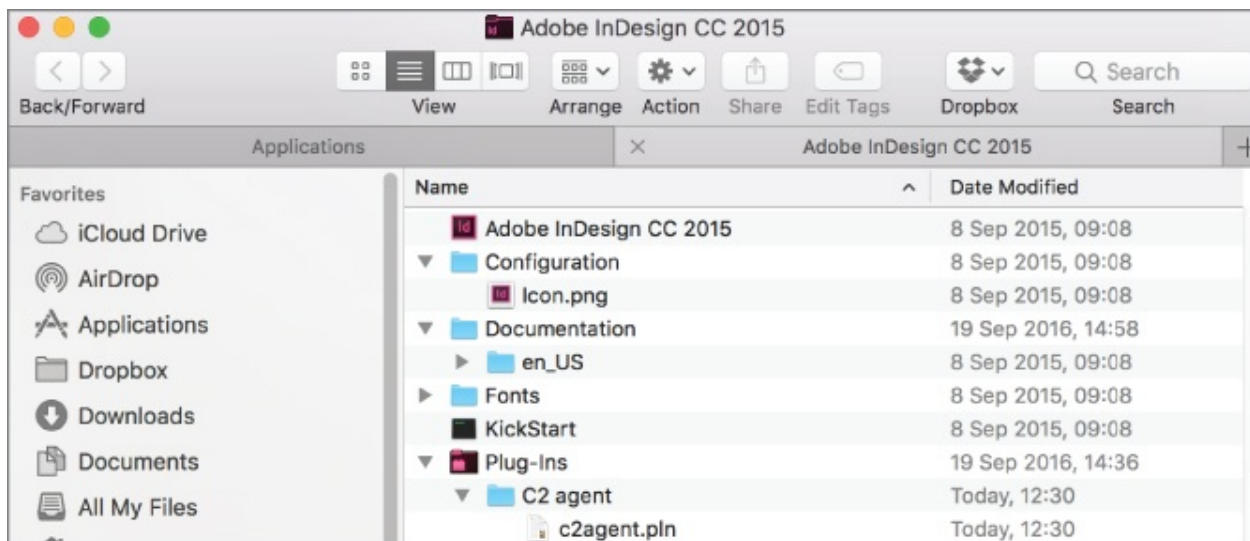 Adobe InDesign CC 2015
Back/Forward View Arrange Action Share Edit Tags Dropbox Search
Search
Applications Adobe InDesign CC 2015
Favorites
iCloud Drive
AirDrop
Applications
Dropbox
Downloads
Documents
All My Files
Name Date Modified
Adobe InDesign CC 2015 8 Sep 2015, 09:08
Configuration 8 Sep 2015, 09:08
Icon.png 8 Sep 2015, 09:08
Documentation 19 Sep 2016, 14:58
en_US 8 Sep 2015, 09:08
Fonts 8 Sep 2015, 09:08
KickStart 8 Sep 2015, 09:08
Plug-Ins 19 Sep 2016, 14:36
C2 agent Today, 12:30
c2agent.pln Today, 12:30